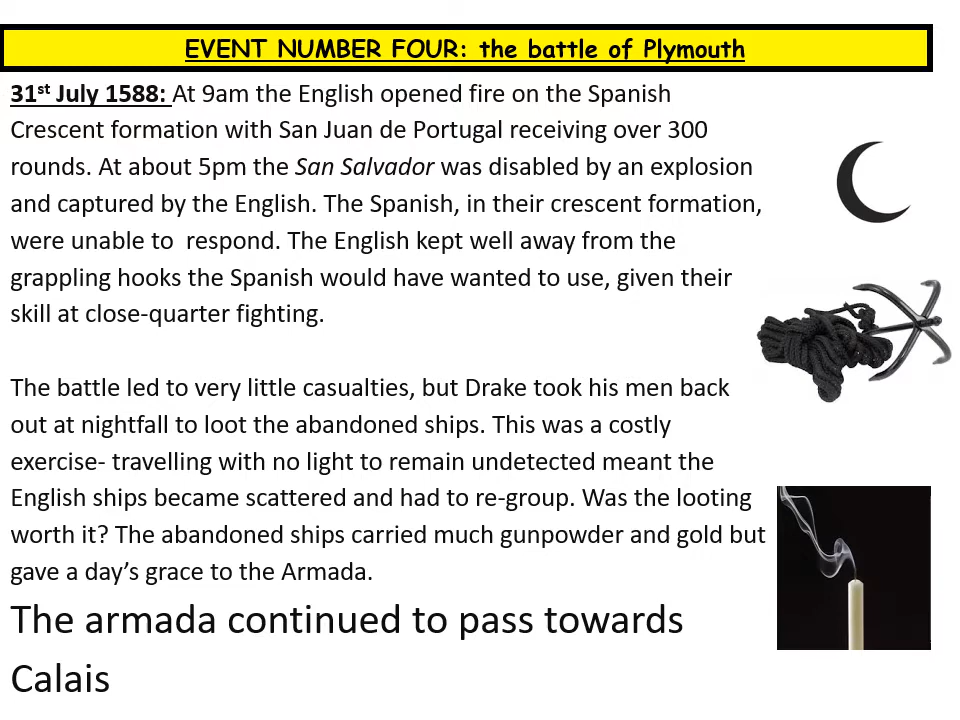 EVENT NUMBER FOUR: the battle of Plymouth
31st July 1588: At 9am the English opened fire on the Spanish
Crescent formation with San Juan de Portugal receiving over 300
rounds. At about 5pm the San Salvador was disabled by an explosion
and captured by the English. The Spanish, in their crescent formation,
were unable to  respond. The English kept well away from the
grappling hooks the Spanish would have wanted to use, given their
skill at close-quarter fighting.
The battle led to very little casualties, but Drake took his men back
out at nightfall to loot the abandoned ships. This was a costly
exercise- travelling with no light to remain undetected meant the
English ships became scattered and had to re-group. Was the looting
worth it? The abandoned ships carried much gunpowder and gold but
gave a day’s grace to the Armada.
The armada continued to pass towards
Calais